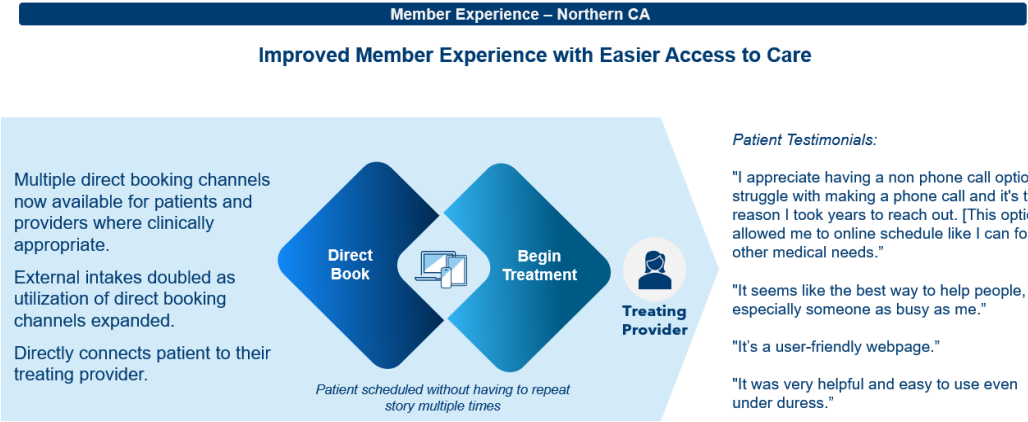 Member Experience – Northern CA
Improved Member Experience with Easier Access to Care
Multiple direct booking channels
now available for patients and
providers where clinically
appropriate.
External intakes doubled as
utilization of direct booking
channels expanded.
Directly connects patient to their
treating provider.
Direct
Book
Begin
Treatment
Treating
Provider
Patient scheduled without having to repeat
story multiple times
Patient Testimonials:
"I appreciate having a non phone call
struggle with making a phone call and it's
reason I took years to reach out. [This
allowed me to online schedule like I can
other medical needs.”
"It seems like the best way to help people,
especially someone as busy as me.”
"It’s a user-friendly webpage.”
"It was very helpful and easy to use even
under duress.”